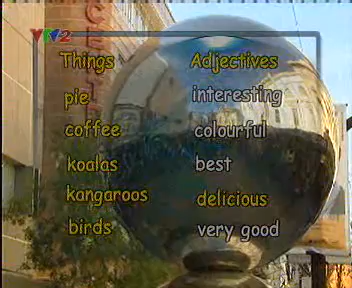 VTV2
Things Adjectives
pie interesting
coffee colourful
koalas best
kangaroos delicious
birds very good